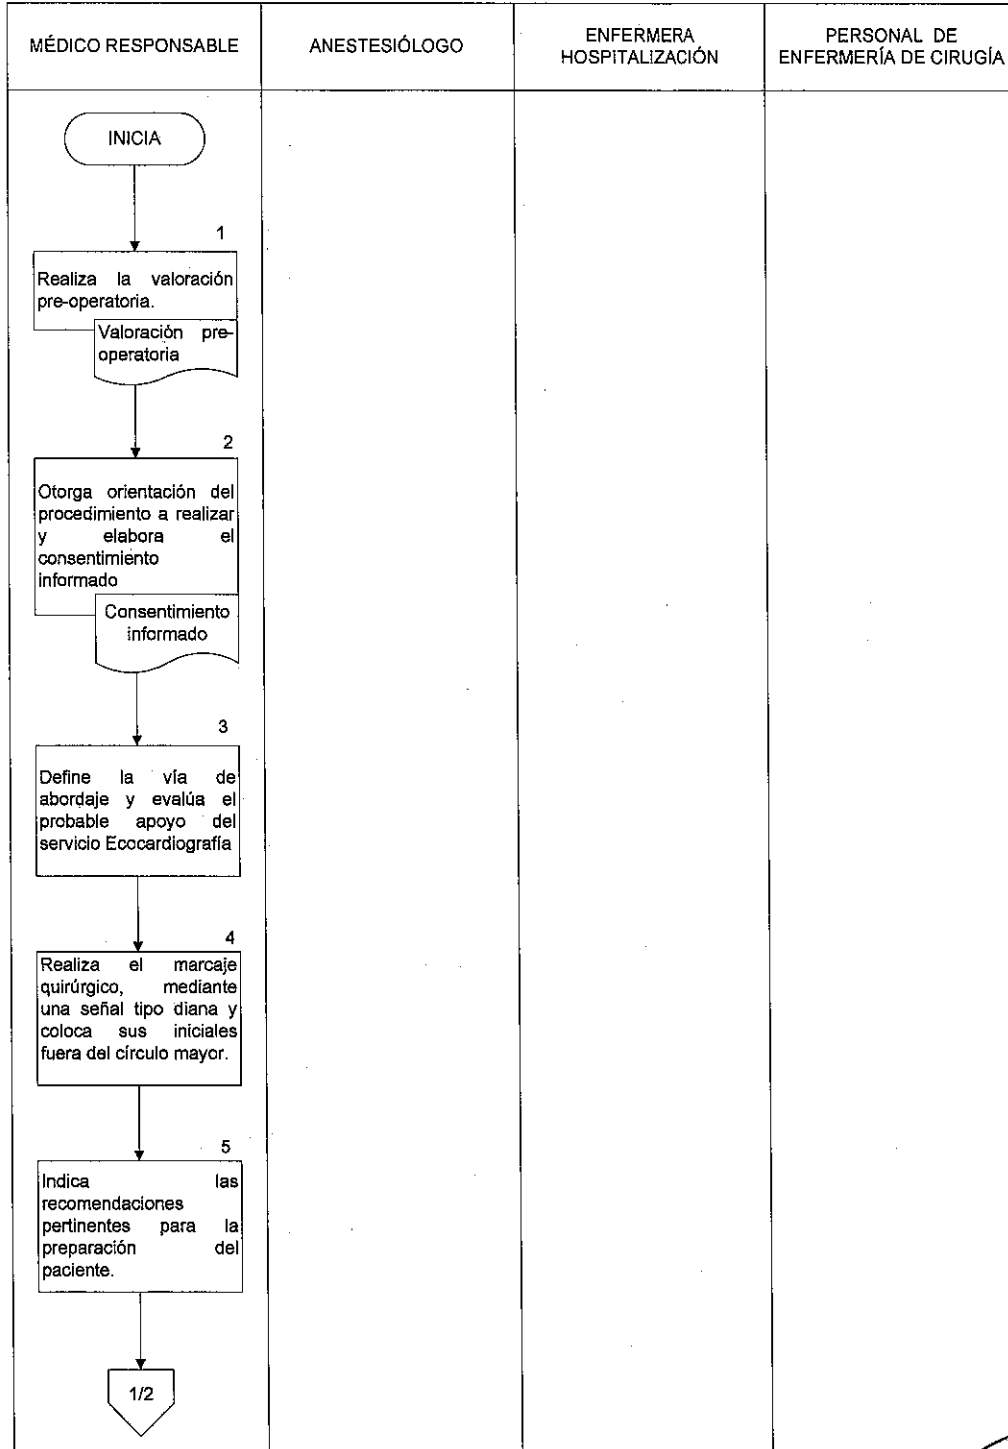 MÉDICO RESPONSABLE
ANESTESIÓLOGO
ENFERMERA
HOSPITALIZACIÓN
PERSONAL DE
ENFERMERÍA DE CIRUGÍA
INICIA
1
Realiza la valoración
pre-operatoria.
Valoración pre-
operatoria
2
Otorga orientación del
procedimiento a realizar
y elabora el
consentimiento
informado
Consentimiento
informado
3
Define la vía de
abordaje y evalúa el
probable apoyo del
servicio Ecocardiografía
4
Realiza el marcaje
quirúrgico, mediante
una señal tipo diana y
coloca sus iniciales
fuera del círculo mayor.
5
Indica las
recomendaciones
pertinentes para la
preparación del
paciente.
1/2